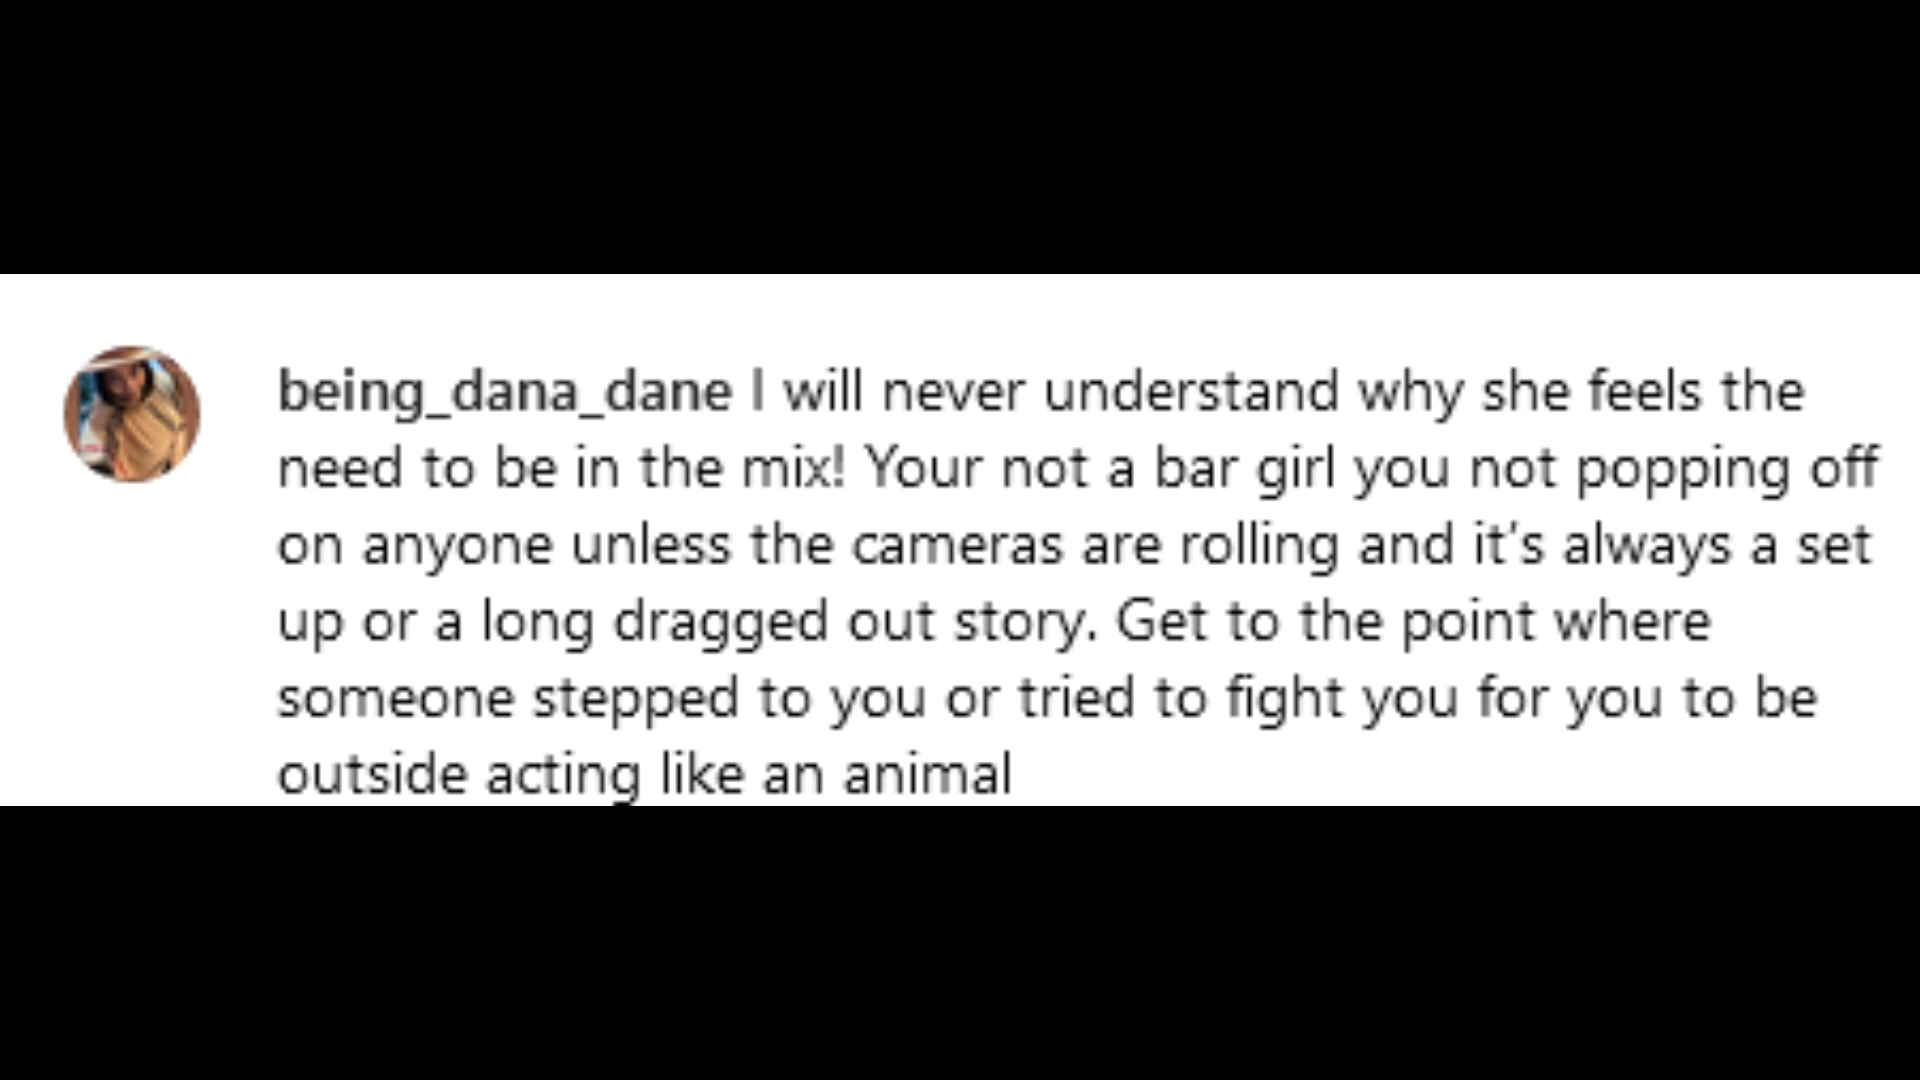 being_dana_dane I will never understand why she feels the
need to be in the mix! Your not a bar girl you not popping off
on anyone unless the cameras are rolling and it’s always a set
up or a long dragged out story. Get to the point where
someone stepped to you or tried to fight you for you to be
outside acting like an animal